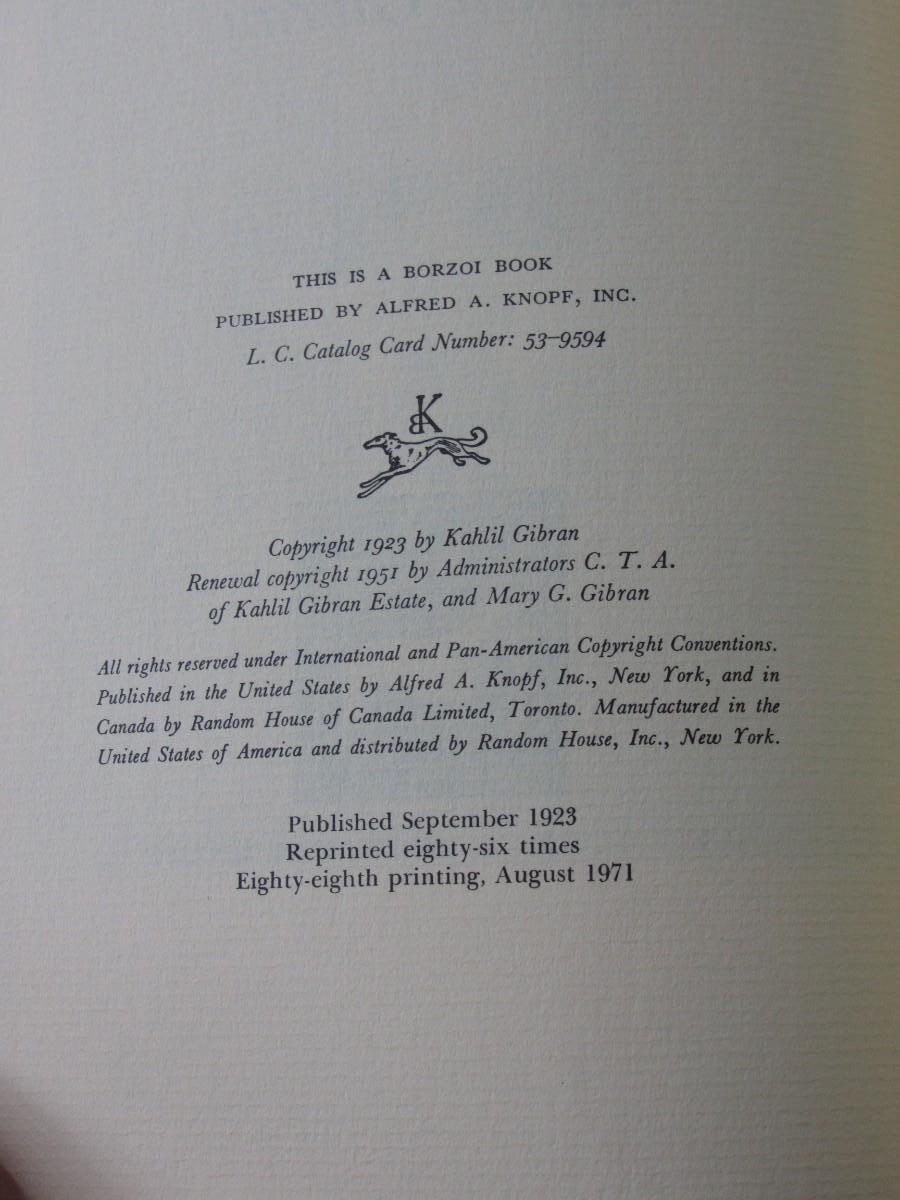 THIS IS A BORZOI BOOK
PUBLISHED BY ALFRED A. KNOPF, INC.
L. C. Catalog Card Number: 53–9594
BK
Copyright 1923 by Kahlil Gibran
Renewal copyright 1951 by Administrators C. T. A.
of Kahlil Gibran Estate, and Mary G. Gibran
All rights reserved under International and Pan-American Copyright Conventions.
Published in the United States by Alfred A. Knopf, Inc., New York, and in
Canada by Random House of Canada Limited, Toronto. Manufactured in the
United States of America and distributed by Random House, Inc., New York.
Published September 1923
Reprinted eighty-six times
Eighty-eighth printing, August 1971